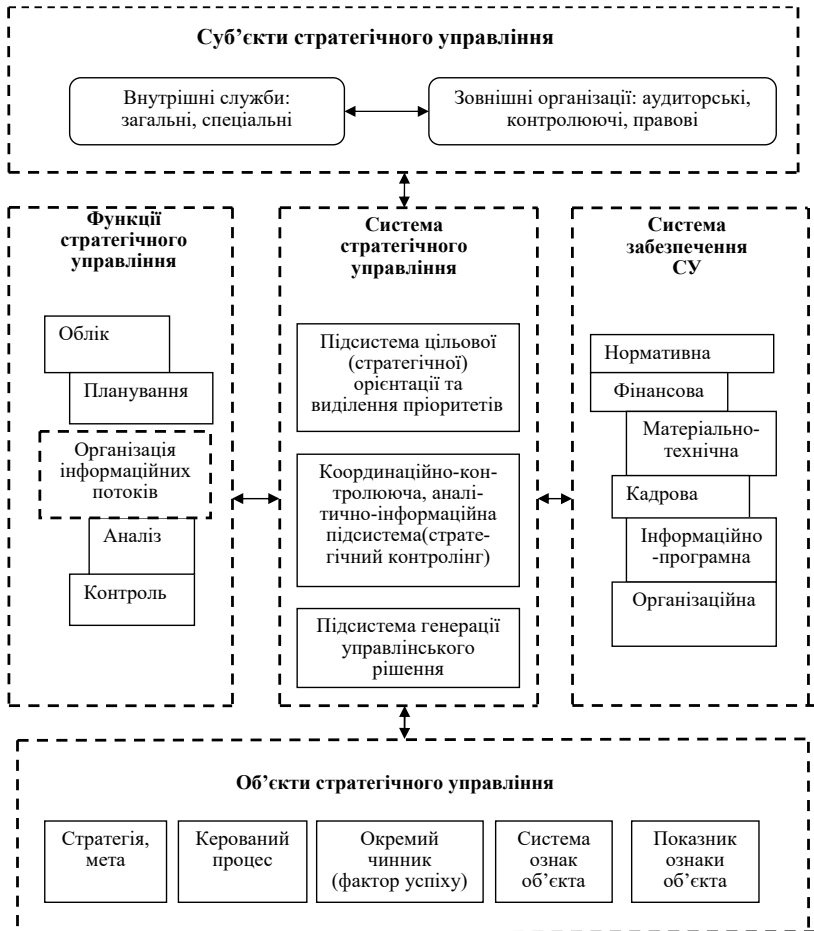 Суб’єкти стратегічного управління
Внутрішні служби:
загальні, спеціальні
Зовнішні організації: аудиторські,
контролюючі, правові
Функції
стратегічного
управління
Облік
Планування
Організація
інформаційних
потоків
Аналіз
Контроль
Система
стратегічного
управління
Підсистема цільової
(стратегічної)
орієнтації та
виділення пріоритетів
Координаційно-кон-
тролююча, аналі-
тично-інформаційна
підсистема(страте-
гічний контролінг)
Підсистема генерації
управлінського
рішення
Система
забезпечення
СУ
Нормативна
Фінансова
Матеріально-
технічна
Кадрова
Інформаційно
-програмна
Організаційна
Об’єкти стратегічного управління
Стратегія,
мета
Керований
процес
Окремий
чинник
(фактор успіху)
Система
ознак
об’єкта
Показник
ознаки
об’єкта